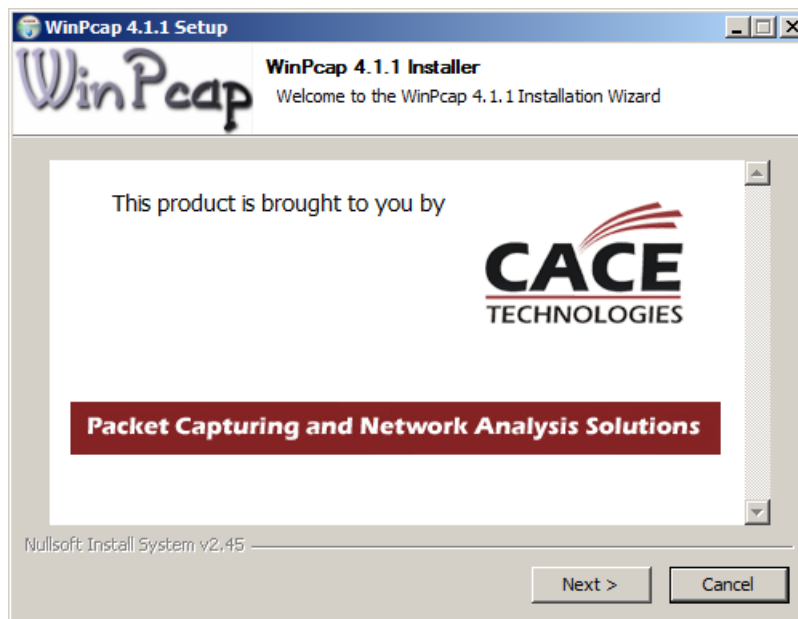 WinPcap 4.1.1 Setup
WinPcap
WinPcap 4.1.1 Installer
Welcome to the WinPcap 4.1.1 Installation Wizard
This product is brought to you by
CACE
TECHNOLOGIES
Packet Capturing and Network Analysis Solutions
Nullsoft Install System v2.45
Next >
Cancel